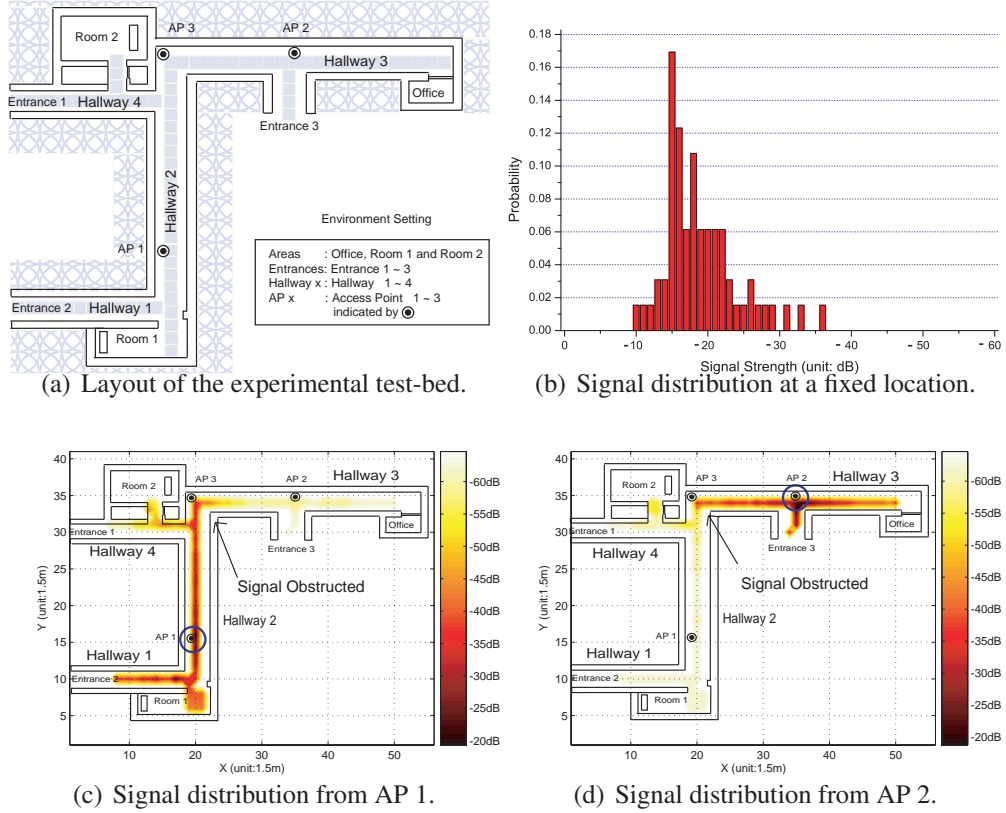 AP 3
AP 2
Room 2
Hallway 3
Office
Entrance 1
Hallway 4
Entrance 3
Hallway 2
AP 1
Environment Setting
Areas : Office, Room 1 and Room 2
Entrances: Entrance 1 ~ 3
Hallway x : Hallway 1 ~ 4
AP x : Access Point 1 ~ 3
indicated by
Entrance 2
Hallway 1
Room 1
(a) Layout of the experimental test-bed.
0.18
0.16
0.14
0.12
0.10
0.08
0.06
0.04
0.02
0.00
Probability
0 -10 -20 -30 -40 -50 -60
Signal Strength (unit: dB)
(b) Signal distribution at a fixed location.
40
35
30
25
20
15
10
5
Y (unit:1.5m)
Room 2
AP 3
AP 2
Hallway 3
Office
Entrance 1
Entrance 3
Hallway 4
Signal Obstructed
Hallway 2
AP 1
Hallway 1
Entrance 2
Room 1
10 20 30 40 50
X (unit:1.5m)
-60dB
-55dB
-50dB
-45dB
-40dB
-35dB
-30dB
-25dB
-20dB
(c) Signal distribution from AP 1.
40
35
30
25
20
15
10
5
Y (unit:1.5m)
Room 2
AP 3
AP 2
Hallway 3
Office
Entrance 1
Entrance 3
Hallway 4
Signal Obstructed
Hallway 2
AP 1
Hallway 1
Entrance 2
Room 1
10 20 30 40 50
X (unit:1.5m)
-60dB
-55dB
-50dB
-45dB
-40dB
-35dB
-30dB
-25dB
-20dB
(d) Signal distribution from AP 2.